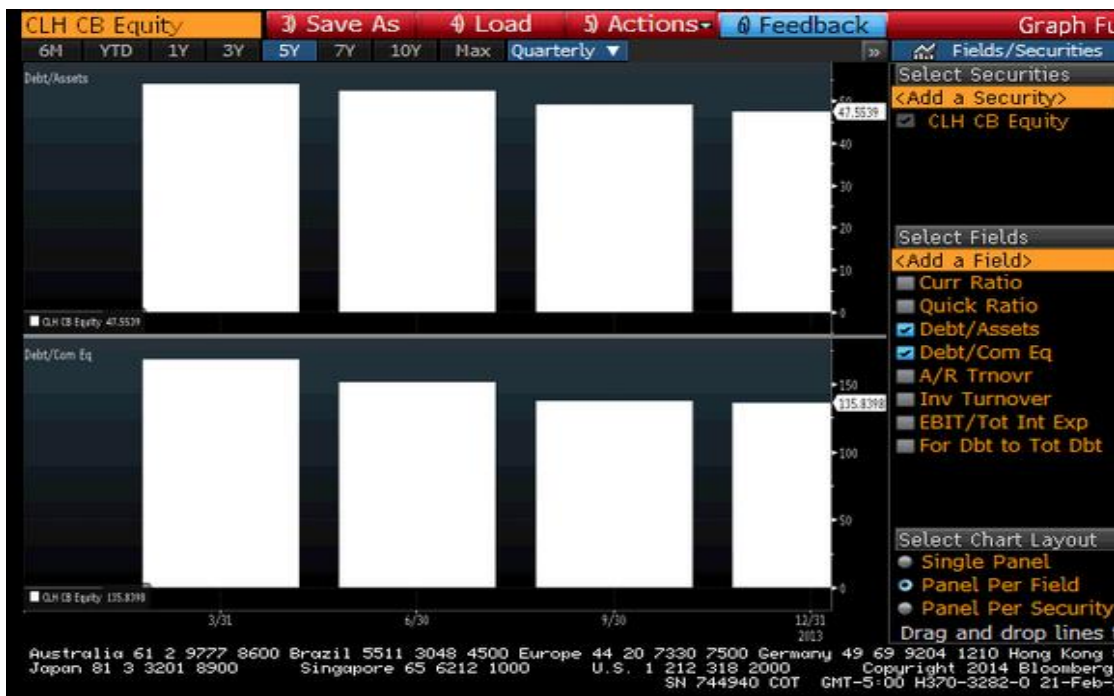 CLH CB Equity 3) Save As 4) Load 5) Actions 6) Feedback Graph Fu
6M YTD 1Y 3Y 5Y 7Y 10Y Max Quarterly ▼ » Fields/Securities
Debt/Assets
50
47.5539
40
30
20
10
0
CLH CB Equity 47.5539
Debt/Com Eq
150
135.8398
100
50
0
CLH CB Equity 135.8398
3/31 6/30 9/30 12/31
2013
Select Securities
<Add a Security>
CLH CB Equity
Select Fields
<Add a Field>
Curr Ratio
Quick Ratio
Debt/Assets
Debt/Com Eq
A/R Trnovr
Inv Turnover
EBIT/Tot Int Exp
For Dbt to Tot Dbt
Select Chart Layout
Single Panel
Panel Per Field
Panel Per Security
Drag and drop lines
Australia 61 2 9777 8600 Brazil 5511 3048 4500 Europe 44 20 7330 7500 Germany 49 69 9204 1210 Hong Kong
Japan 81 3 3201 8900 Singapore 65 6212 1000 U.S. 1 212 318 2000 Copyright 2014 Bloomberg
SN 744940 COT GMT-5:00 H370-3282-0 21-Feb-